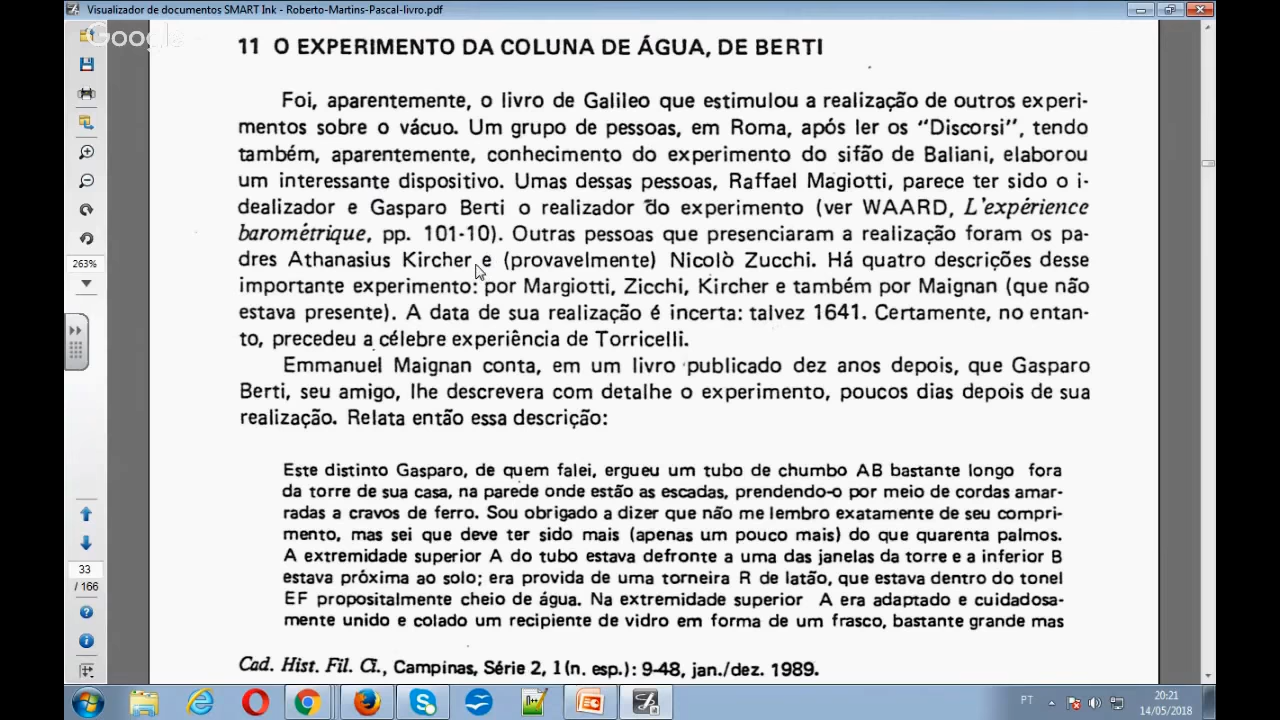 Visualizador de documentos SMART Ink - Roberto-Martins-Pascal-livro.pdf
Google
11 O EXPERIMENTO DA COLUNA DE ÁGUA, DE BERTI
Foi, aparentemente, o livro de Galileo que estimulou a realização de outros experi-
mentos sobre o vácuo. Um grupo de pessoas, em Roma, após ler os "Discorsi", tendo
também, aparentemente, conhecimento do experimento do sifão de Baliani, elaborou
um interessante dispositivo. Umas dessas pessoas, Raffael Magiotti, parece ter sido o i-
dealizador e Gasparo Berti o realizador do experimento (ver WAARD, L'expérience
barométrique, pp. 101-10). Outras pessoas que presenciaram a realização foram os pa-
dres Athanasius Kircher e (provavelmente) Nicolò Zucchi. Há quatro descrições desse
importante experimento: por Margiotti, Zicchi, Kircher e também por Maignan (que não
estava presente). A data de sua realização é incerta: talvez 1641. Certamente, no entan-
to, precedeu a célebre experiência de Torricelli.
Emmanuel Maignan conta, em um livro publicado dez anos depois, que Gasparo
Berti, seu amigo, lhe descrevera com detalhe o experimento, poucos dias depois de sua
realização. Relata então essa descrição:
Este distinto Gasparo, de quem falei, ergueu um tubo de chumbo AB bastante longo fora
da torre de sua casa, na parede onde estão as escadas, prendendo-o por meio de cordas amar-
radas a cravos de ferro. Sou obrigado a dizer que não me lembro exatamente de seu compri-
mento, mas sei que deve ter sido mais (apenas um pouco mais) do que quarenta palmos.
A extremidade superior A do tubo estava defronte a uma das janelas da torre e a inferior B
estava próxima ao solo; era provida de uma torneira R de latão, que estava dentro do tonel
EF propositalmente cheio de água. Na extremidade superior A era adaptado e cuidadosa-
mente unido e colado um recipiente de vidro em forma de um frasco, bastante grande mas
Cad. Hist. Fil. Ci., Campinas, Série 2, 1(n. esp.): 9-48, jan./dez. 1989.
263%
33
/ 166
PT
20:21
14/05/2018